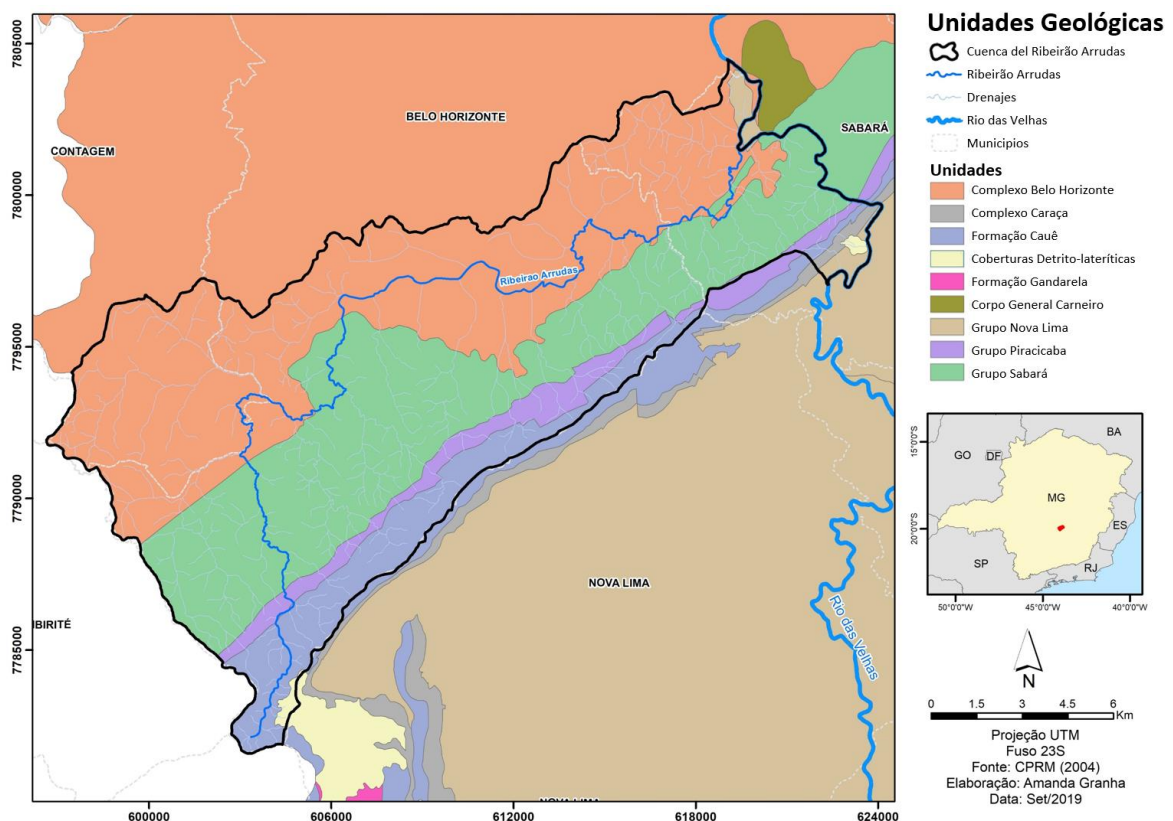 Unidades Geológicas
Cuenca del Ribeirão Arrudas
Ribeirão Arrudas
Drenajes
Rio das Velhas
Municipios
Unidades
Complexo Belo Horizonte
Complexo Caraça
Formação Cauê
Coberturas Detrito-lateríticas
Formação Gandarela
Corpo General Carneiro
Grupo Nova Lima
Grupo Piracicaba
Grupo Sabará
BELO HORIZONTE
CONTAGEM
SABARÁ
Ribeirao Arrudas
NOVA LIMA
IBIRITÉ
Rio das Velhas
NOVA LIMA
7805000
7800000
7795000
7790000
7785000
600000
606000
612000
618000
624000
BA
GO
DF
MG
ES
SP
RJ
15°0'0"S
20°0'0"S
50°0'0"W
45°0'0"W
40°0'0"W
N
0
1.5
3
4.5
6
Km
Projeção UTM
Fuso 23S
Fonte: CPRM (2004)
Elaboração: Amanda Granha
Data: Set/2019